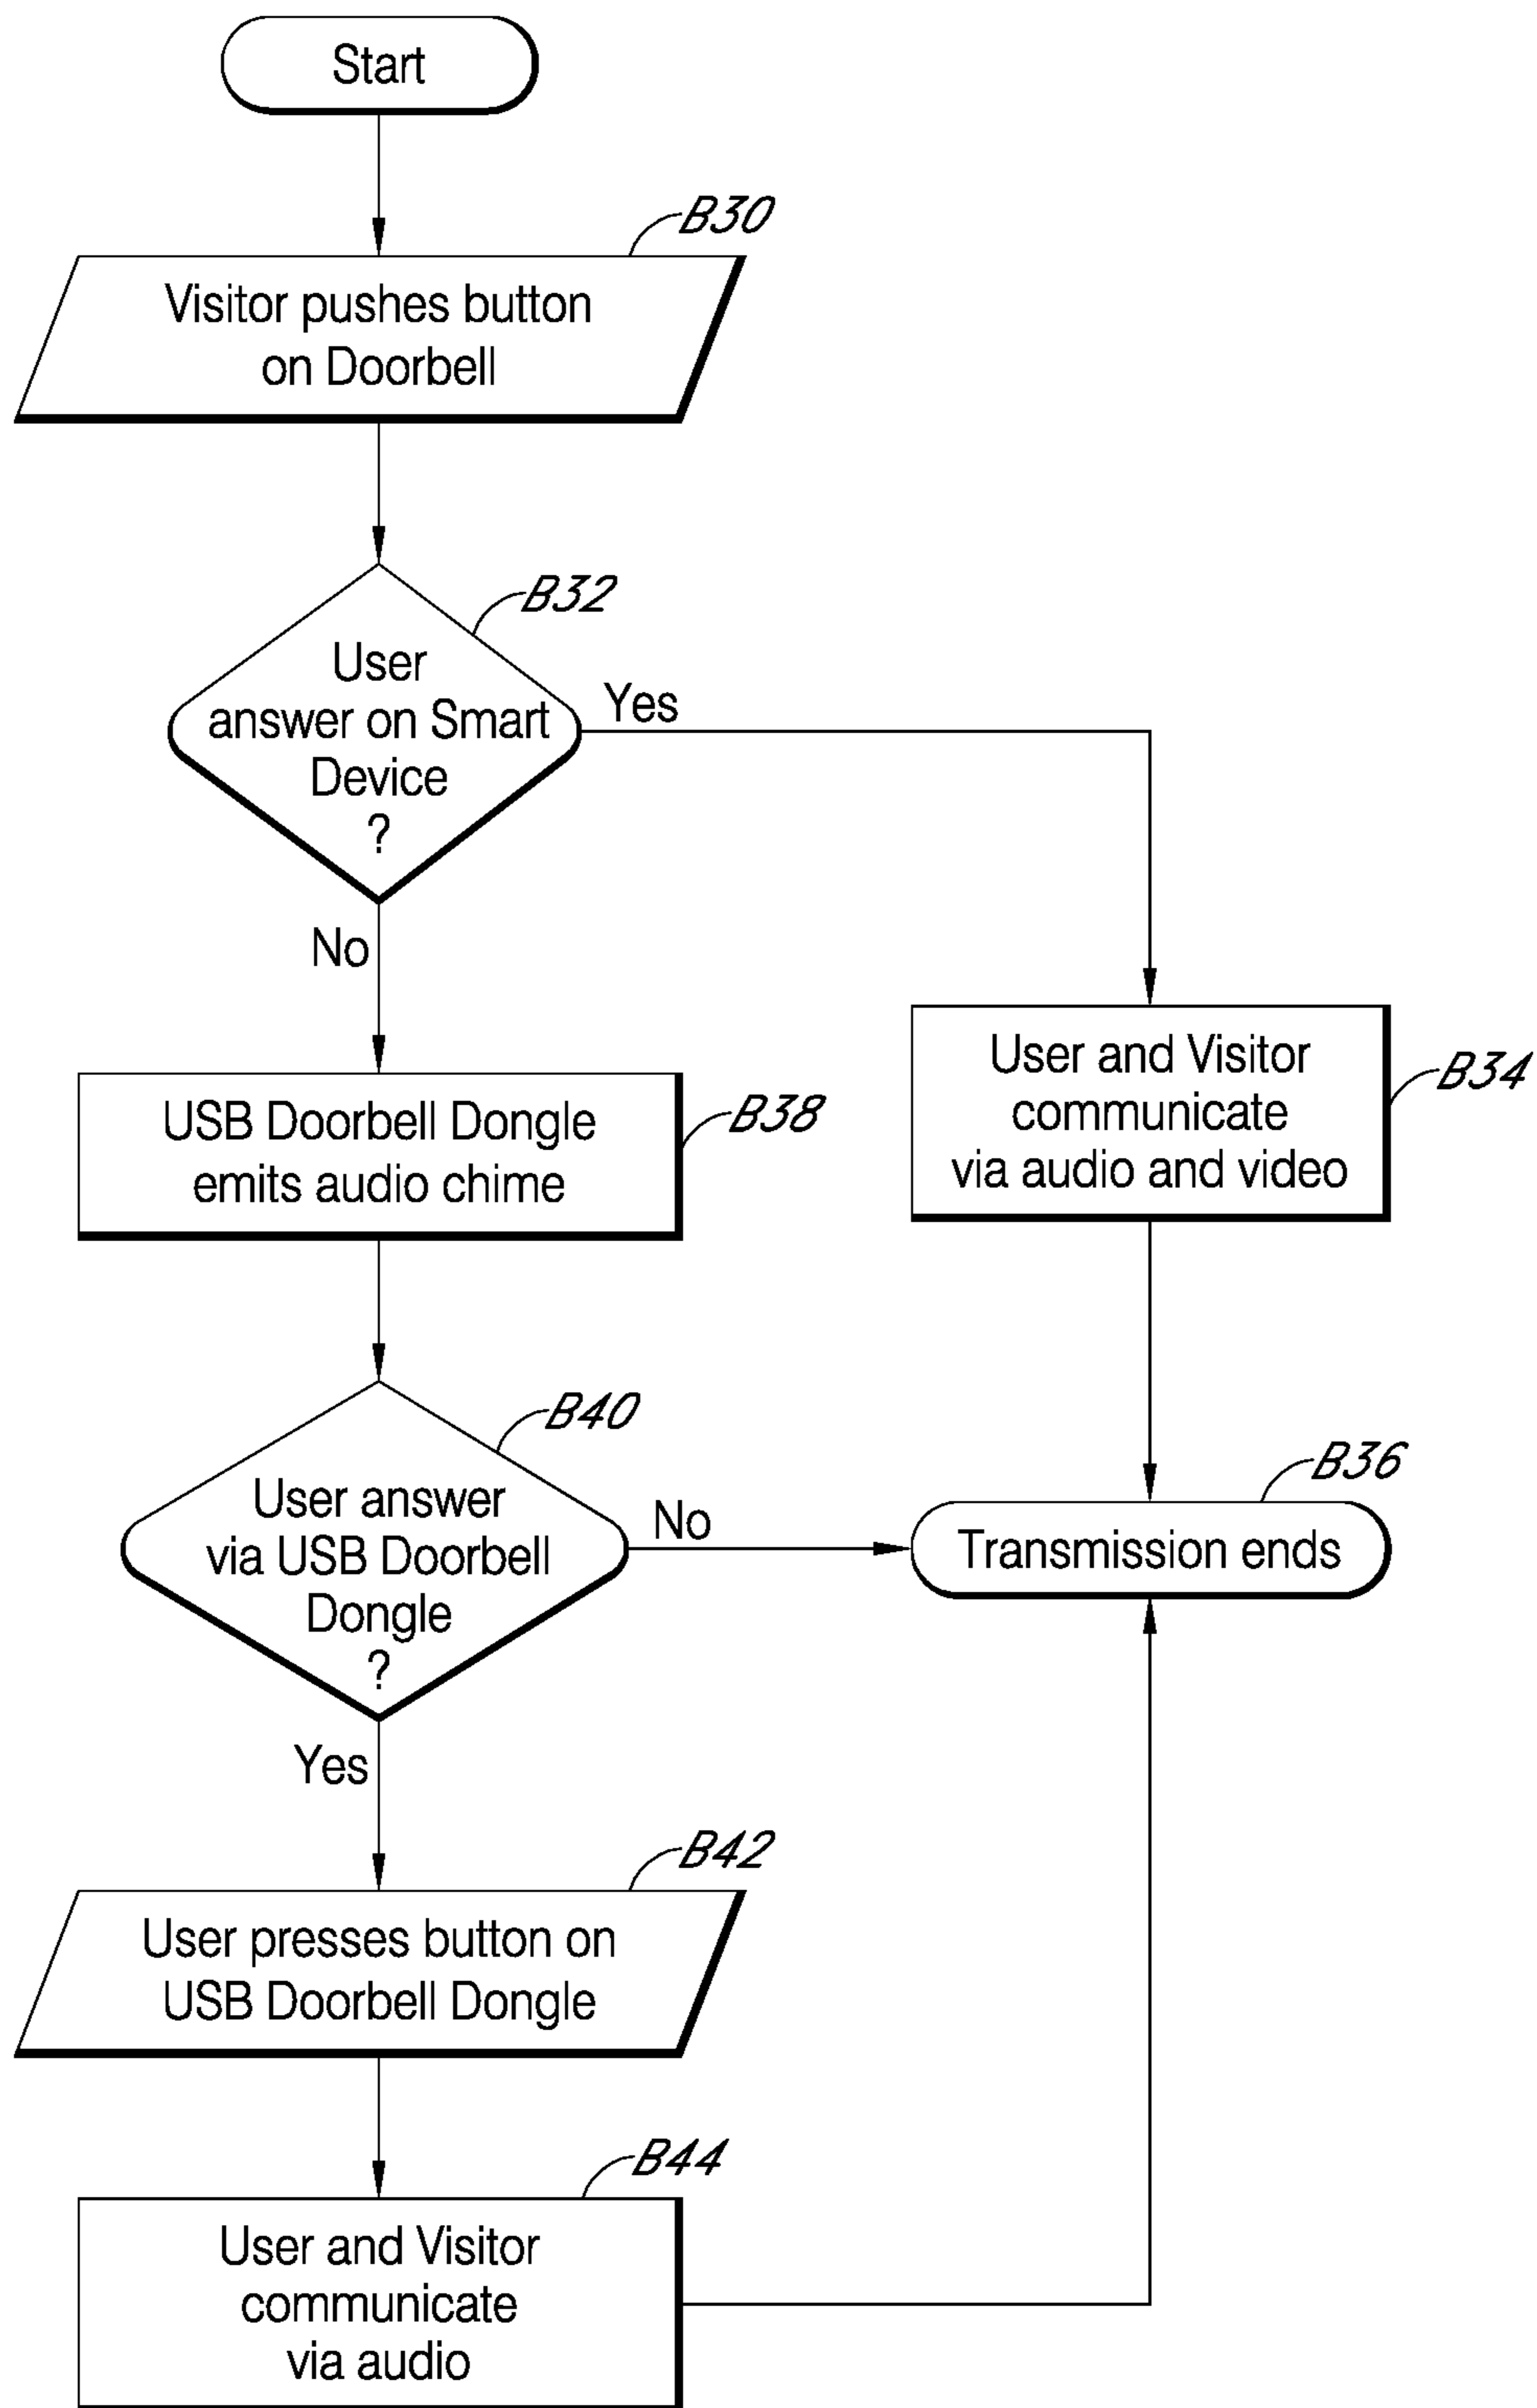 Start
B30
Visitor pushes button
on Doorbell
B32
User
answer on Smart
Device
?
Yes
No
User and Visitor
communicate
via audio and video
B34
USB Doorbell Dongle
emits audio chime
B38
B40
User answer
via USB Doorbell
Dongle
?
No
B36
Transmission ends
Yes
B42
User presses button on
USB Doorbell Dongle
B44
User and Visitor
communicate
via audio